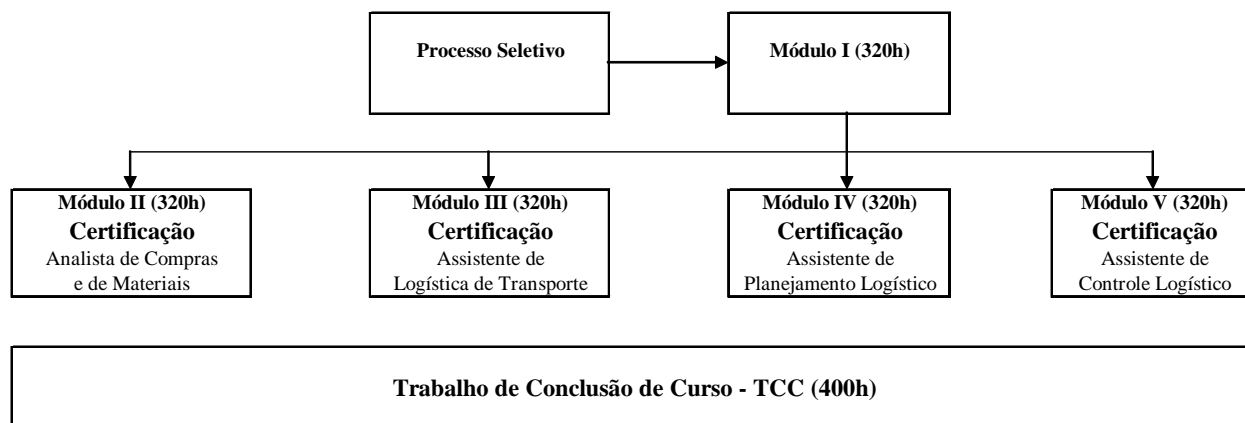 Processo Seletivo
Módulo I (320h)
Módulo II (320h)
Certificação
Analista de Compras
e de Materiais
Módulo III (320h)
Certificação
Assistente de
Logística de Transporte
Módulo IV (320h)
Certificação
Assistente de
Planejamento Logístico
Módulo V (320h)
Certificação
Assistente de
Controle Logístico
Trabalho de Conclusão de Curso - TCC (400h)